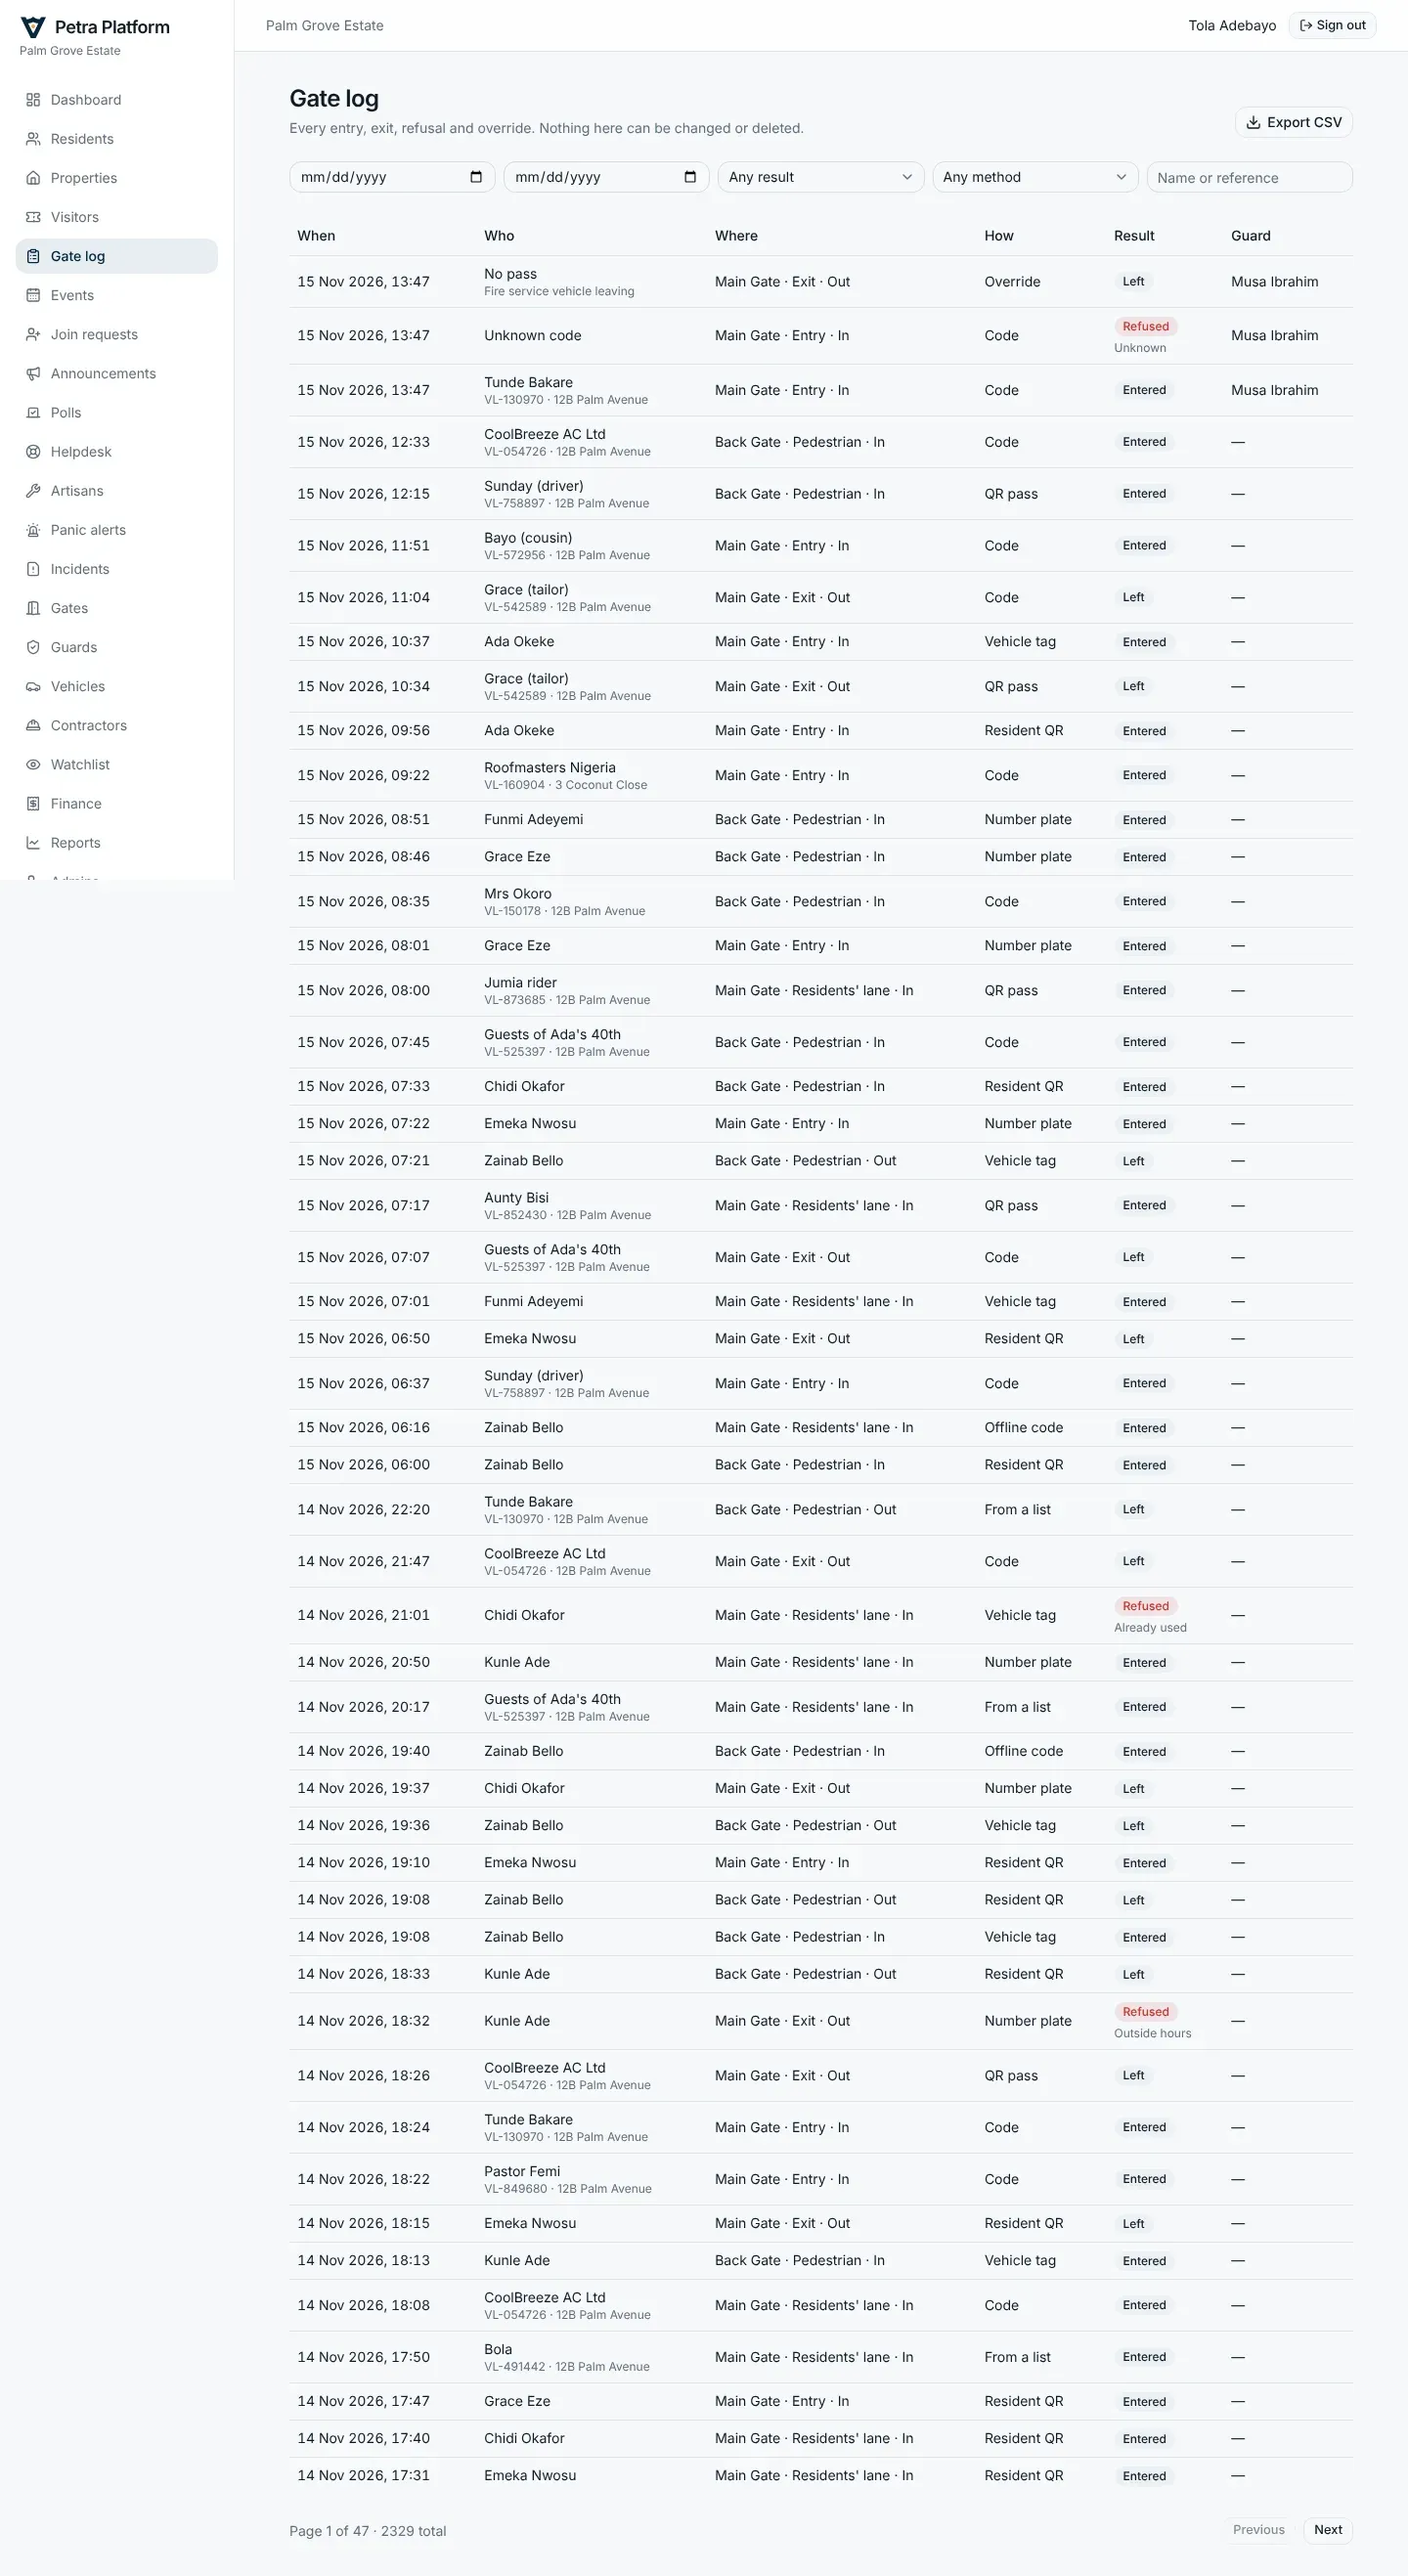 Petra Platform
Palm Grove Estate
Dashboard
Residents
Properties
Visitors
Gate log
Events
Join requests
Announcements
Polls
Helpdesk
Artisans
Panic alerts
Incidents
Gates
Guards
Vehicles
Contractors
Watchlist
Finance
Reports
Admins
Palm Grove Estate
Tola Adebayo
Sign out
Gate log
Every entry, exit, refusal and override. Nothing here can be changed or deleted.
Export CSV
mm/dd/yyyy mm/dd/yyyy Any result Any method Name or reference
When Who Where How Result Guard
15 Nov 2026, 13:47 No pass Main Gate · Exit · Out Override Left Musa Ibrahim
Fire service vehicle leaving
15 Nov 2026, 13:47 Unknown code Main Gate · Entry · In Code Refused Musa Ibrahim
Unknown
15 Nov 2026, 13:47 Tunde Bakare Main Gate · Entry · In Code Entered Musa Ibrahim
VL-130970 · 12B Palm Avenue
15 Nov 2026, 12:33 CoolBreeze AC Ltd Back Gate · Pedestrian · In Code Entered —
VL-054726 · 12B Palm Avenue
15 Nov 2026, 12:15 Sunday (driver) Back Gate · Pedestrian · In QR pass Entered —
VL-758897 · 12B Palm Avenue
15 Nov 2026, 11:51 Bayo (cousin) Main Gate · Entry · In Code Entered —
VL-572956 · 12B Palm Avenue
15 Nov 2026, 11:04 Grace (tailor) Main Gate · Exit · Out Code Left —
VL-542589 · 12B Palm Avenue
15 Nov 2026, 10:37 Ada Okeke Main Gate · Entry · In Vehicle tag Entered —
15 Nov 2026, 10:34 Grace (tailor) Main Gate · Exit · Out QR pass Left —
VL-542589 · 12B Palm Avenue
15 Nov 2026, 09:56 Ada Okeke Main Gate · Entry · In Resident QR Entered —
15 Nov 2026, 09:22 Roofmasters Nigeria Main Gate · Entry · In Code Entered —
VL-160904 · 3 Coconut Close
15 Nov 2026, 08:51 Funmi Adeyemi Back Gate · Pedestrian · In Number plate Entered —
15 Nov 2026, 08:46 Grace Eze Back Gate · Pedestrian · In Number plate Entered —
15 Nov 2026, 08:35 Mrs Okoro Back Gate · Pedestrian · In Code Entered —
VL-150178 · 12B Palm Avenue
15 Nov 2026, 08:01 Grace Eze Main Gate · Entry · In Number plate Entered —
15 Nov 2026, 08:00 Jumia rider Main Gate · Residents' lane · In QR pass Entered —
VL-873685 · 12B Palm Avenue
15 Nov 2026, 07:45 Guests of Ada's 40th Back Gate · Pedestrian · In Code Entered —
VL-525397 · 12B Palm Avenue
15 Nov 2026, 07:33 Chidi Okafor Back Gate · Pedestrian · In Resident QR Entered —
15 Nov 2026, 07:22 Emeka Nwosu Main Gate · Entry · In Number plate Entered —
15 Nov 2026, 07:21 Zainab Bello Back Gate · Pedestrian · Out Vehicle tag Left —
15 Nov 2026, 07:17 Aunty Bisi Main Gate · Residents' lane · In QR pass Entered —
VL-852430 · 12B Palm Avenue
15 Nov 2026, 07:07 Guests of Ada's 40th Main Gate · Exit · Out Code Left —
VL-525397 · 12B Palm Avenue
15 Nov 2026, 07:01 Funmi Adeyemi Main Gate · Residents' lane · In Vehicle tag Entered —
15 Nov 2026, 06:50 Emeka Nwosu Main Gate · Exit · Out Resident QR Left —
15 Nov 2026, 06:37 Sunday (driver) Main Gate · Entry · In Code Entered —
VL-758897 · 12B Palm Avenue
15 Nov 2026, 06:16 Zainab Bello Main Gate · Residents' lane · In Offline code Entered —
15 Nov 2026, 06:00 Zainab Bello Back Gate · Pedestrian · In Resident QR Entered —
14 Nov 2026, 22:20 Tunde Bakare Back Gate · Pedestrian · Out From a list Left —
VL-130970 · 12B Palm Avenue
14 Nov 2026, 21:47 CoolBreeze AC Ltd Main Gate · Exit · Out Code Left —
VL-054726 · 12B Palm Avenue
14 Nov 2026, 21:01 Chidi Okafor Main Gate · Residents' lane · In Vehicle tag Refused —
Already used
14 Nov 2026, 20:50 Kunle Ade Main Gate · Residents' lane · In Number plate Entered —
14 Nov 2026, 20:17 Guests of Ada's 40th Main Gate · Residents' lane · In From a list Entered —
VL-525397 · 12B Palm Avenue
14 Nov 2026, 19:40 Zainab Bello Back Gate · Pedestrian · In Offline code Entered —
14 Nov 2026, 19:37 Chidi Okafor Main Gate · Exit · Out Number plate Left —
14 Nov 2026, 19:36 Zainab Bello Back Gate · Pedestrian · Out Vehicle tag Left —
14 Nov 2026, 19:10 Emeka Nwosu Main Gate · Entry · In Resident QR Entered —
14 Nov 2026, 19:08 Zainab Bello Back Gate · Pedestrian · Out Resident QR Left —
14 Nov 2026, 19:08 Zainab Bello Back Gate · Pedestrian · In Vehicle tag Entered —
14 Nov 2026, 18:33 Kunle Ade Back Gate · Pedestrian · Out Resident QR Left —
14 Nov 2026, 18:32 Kunle Ade Main Gate · Exit · Out Number plate Refused —
Outside hours
14 Nov 2026, 18:26 CoolBreeze AC Ltd Main Gate · Exit · Out QR pass Left —
VL-054726 · 12B Palm Avenue
14 Nov 2026, 18:24 Tunde Bakare Main Gate · Entry · In Code Entered —
VL-130970 · 12B Palm Avenue
14 Nov 2026, 18:22 Pastor Femi Main Gate · Entry · In Code Entered —
VL-849680 · 12B Palm Avenue
14 Nov 2026, 18:15 Emeka Nwosu Main Gate · Exit · Out Resident QR Left —
14 Nov 2026, 18:13 Kunle Ade Back Gate · Pedestrian · In Vehicle tag Entered —
14 Nov 2026, 18:08 CoolBreeze AC Ltd Main Gate · Residents' lane · In Code Entered —
VL-054726 · 12B Palm Avenue
14 Nov 2026, 17:50 Bola Main Gate · Residents' lane · In From a list Entered —
VL-491442 · 12B Palm Avenue
14 Nov 2026, 17:47 Grace Eze Main Gate · Entry · In Resident QR Entered —
14 Nov 2026, 17:40 Chidi Okafor Main Gate · Residents' lane · In Resident QR Entered —
14 Nov 2026, 17:31 Emeka Nwosu Main Gate · Residents' lane · In Resident QR Entered —
Page 1 of 47 · 2329 total
Previous Next